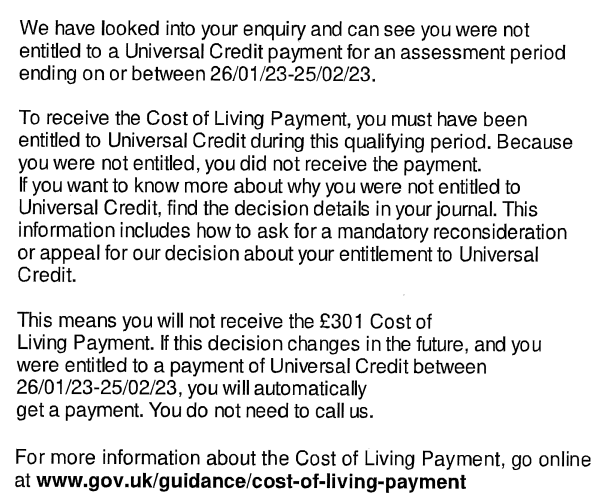 We have looked into your enquiry and can see you were not
entitled to a Universal Credit payment for an assessment period
ending on or between 26/01/23-25/02/23.
To receive the Cost of Living Payment, you must have been
entitled to Universal Credit during this qualifying period. Because
you were not entitled, you did not receive the payment.
If you want to know more about why you were not entitled to
Universal Credit, find the decision details in your journal. This
information includes how to ask for a mandatory reconsideration
or appeal for our decision about your entitlement to Universal
Credit.
This means you will not receive the £301 Cost of
Living Payment. If this decision changes in the future, and you
were entitled to a payment of Universal Credit between
26/01/23-25/02/23, you will automatically
get a payment. You do not need to call us.
For more information about the Cost of Living Payment, go online
at www.gov.uk/guidance/cost-of-living-payment